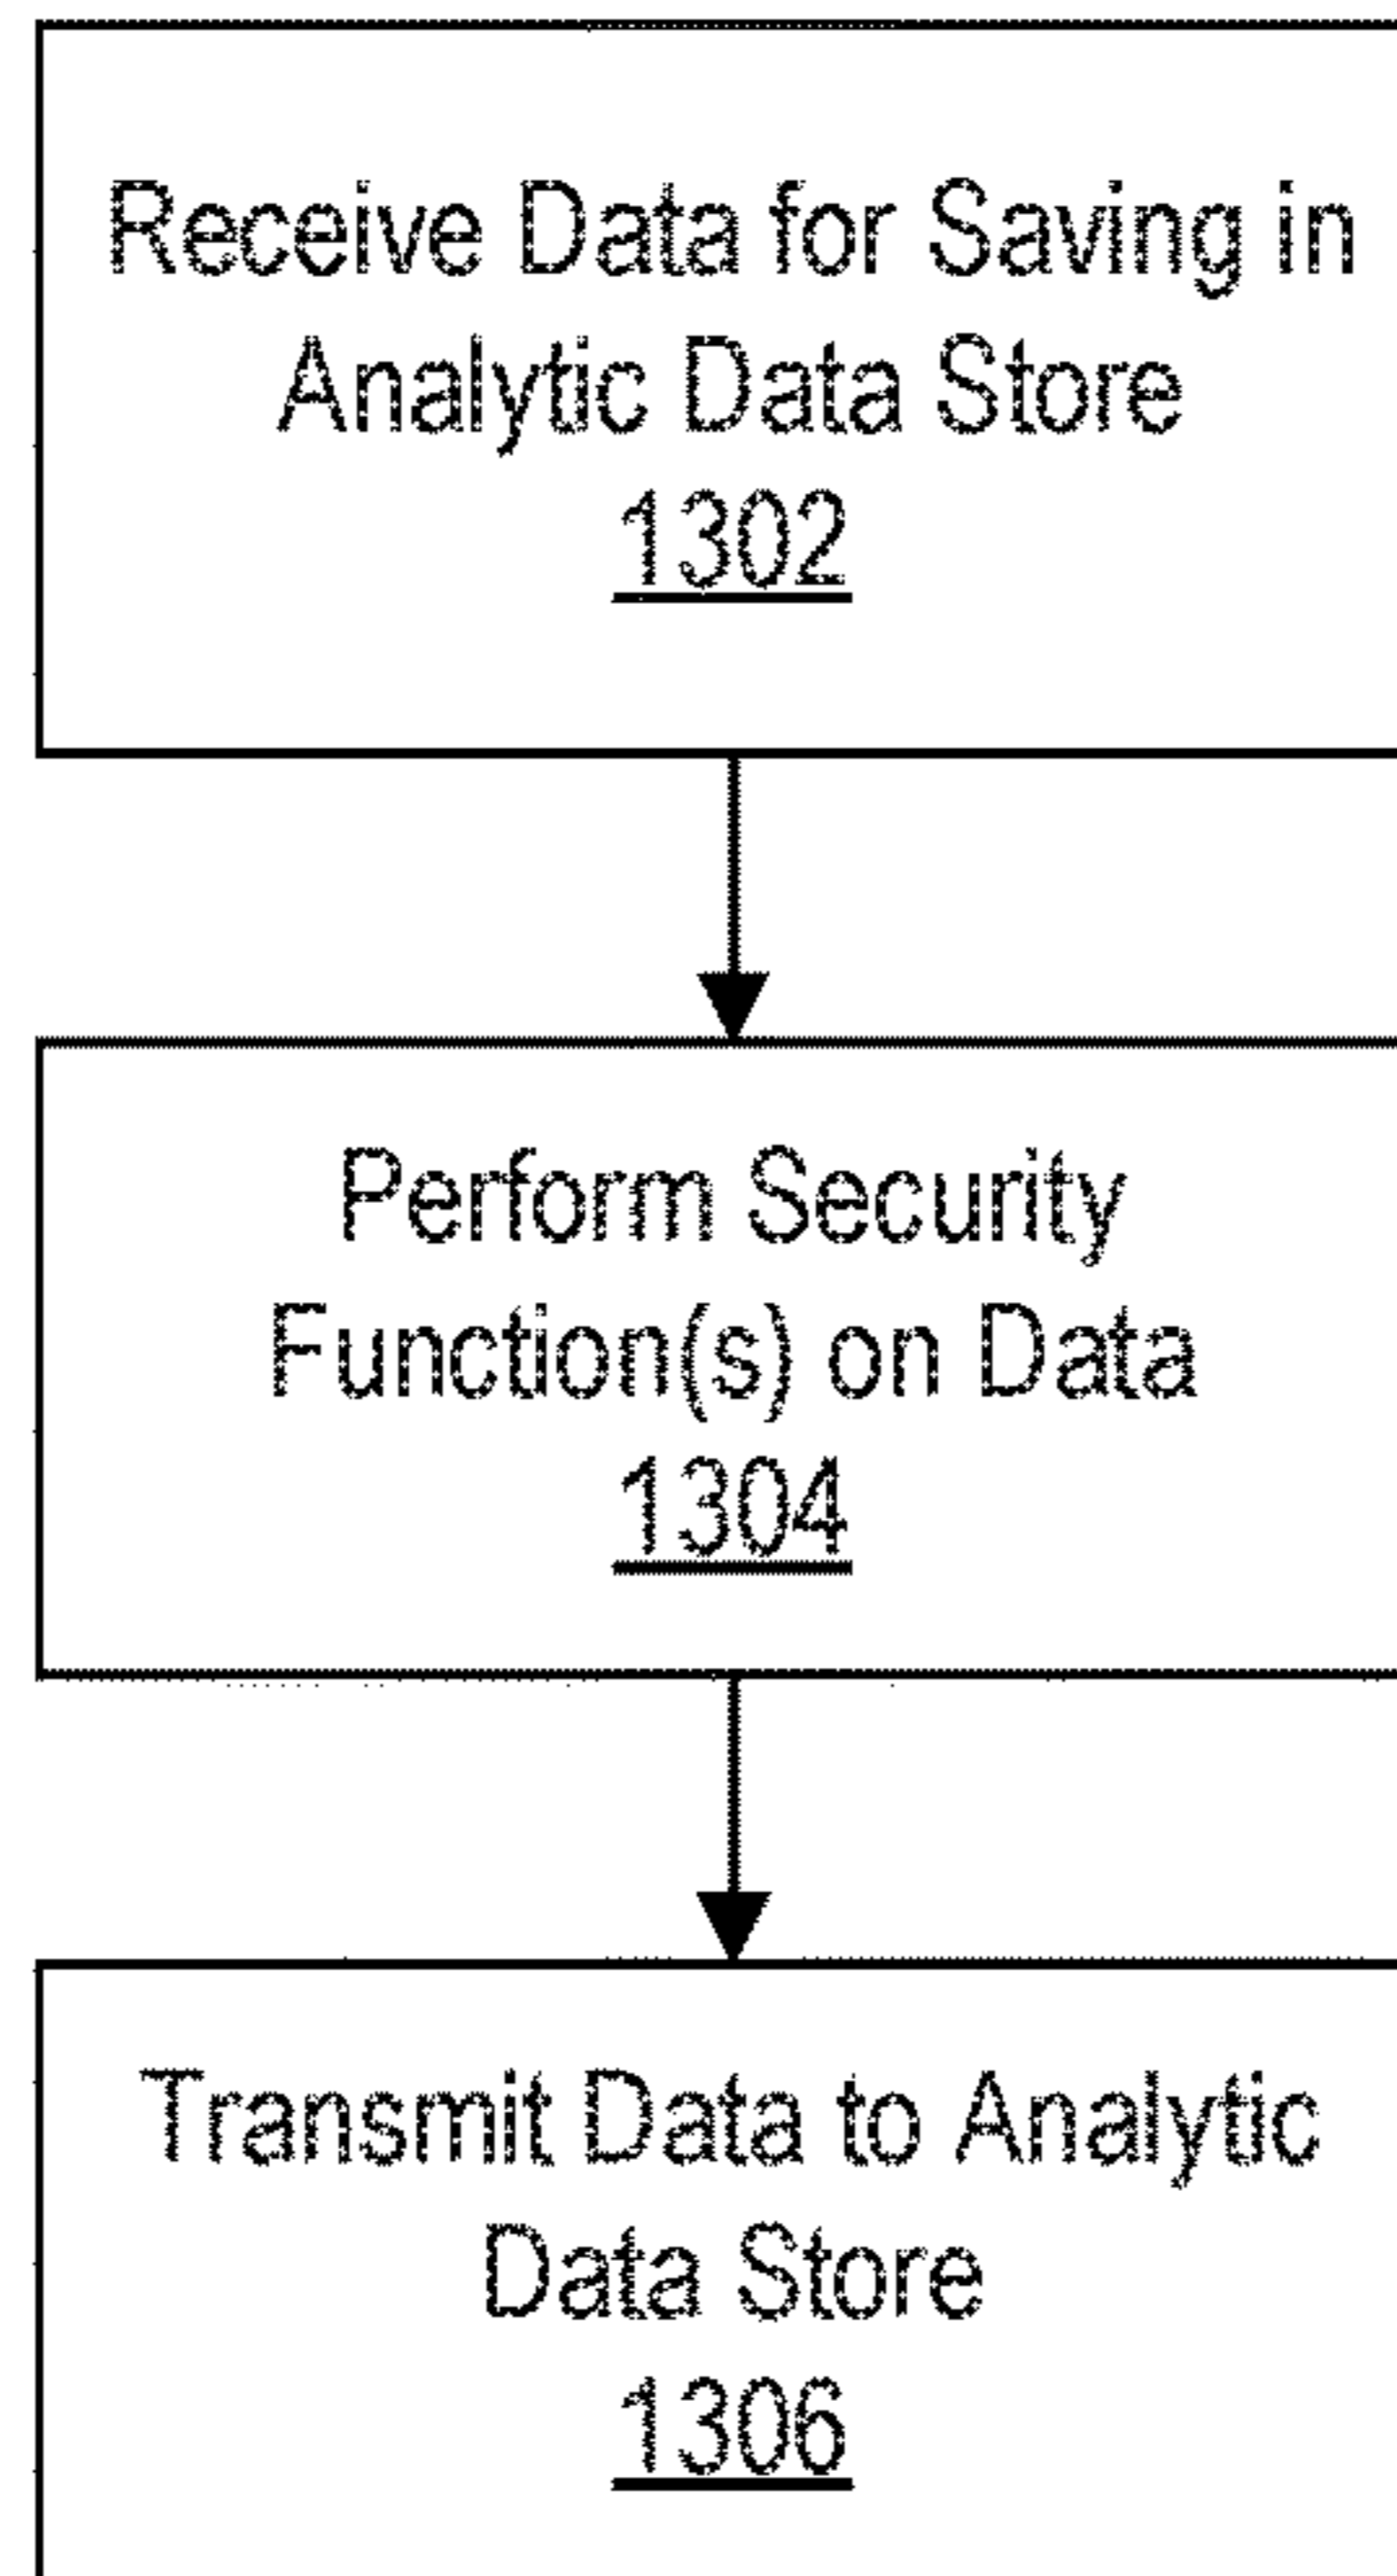 Receive Data for Saving in
Analytic Data Store
1302
Perform Security
Function(s) on Data
1304
Transmit Data to Analytic
Data Store
1306